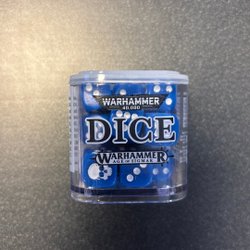 WARHAMMER
40,000
DICE
WARHAMMER
AGE OF SIGMAR